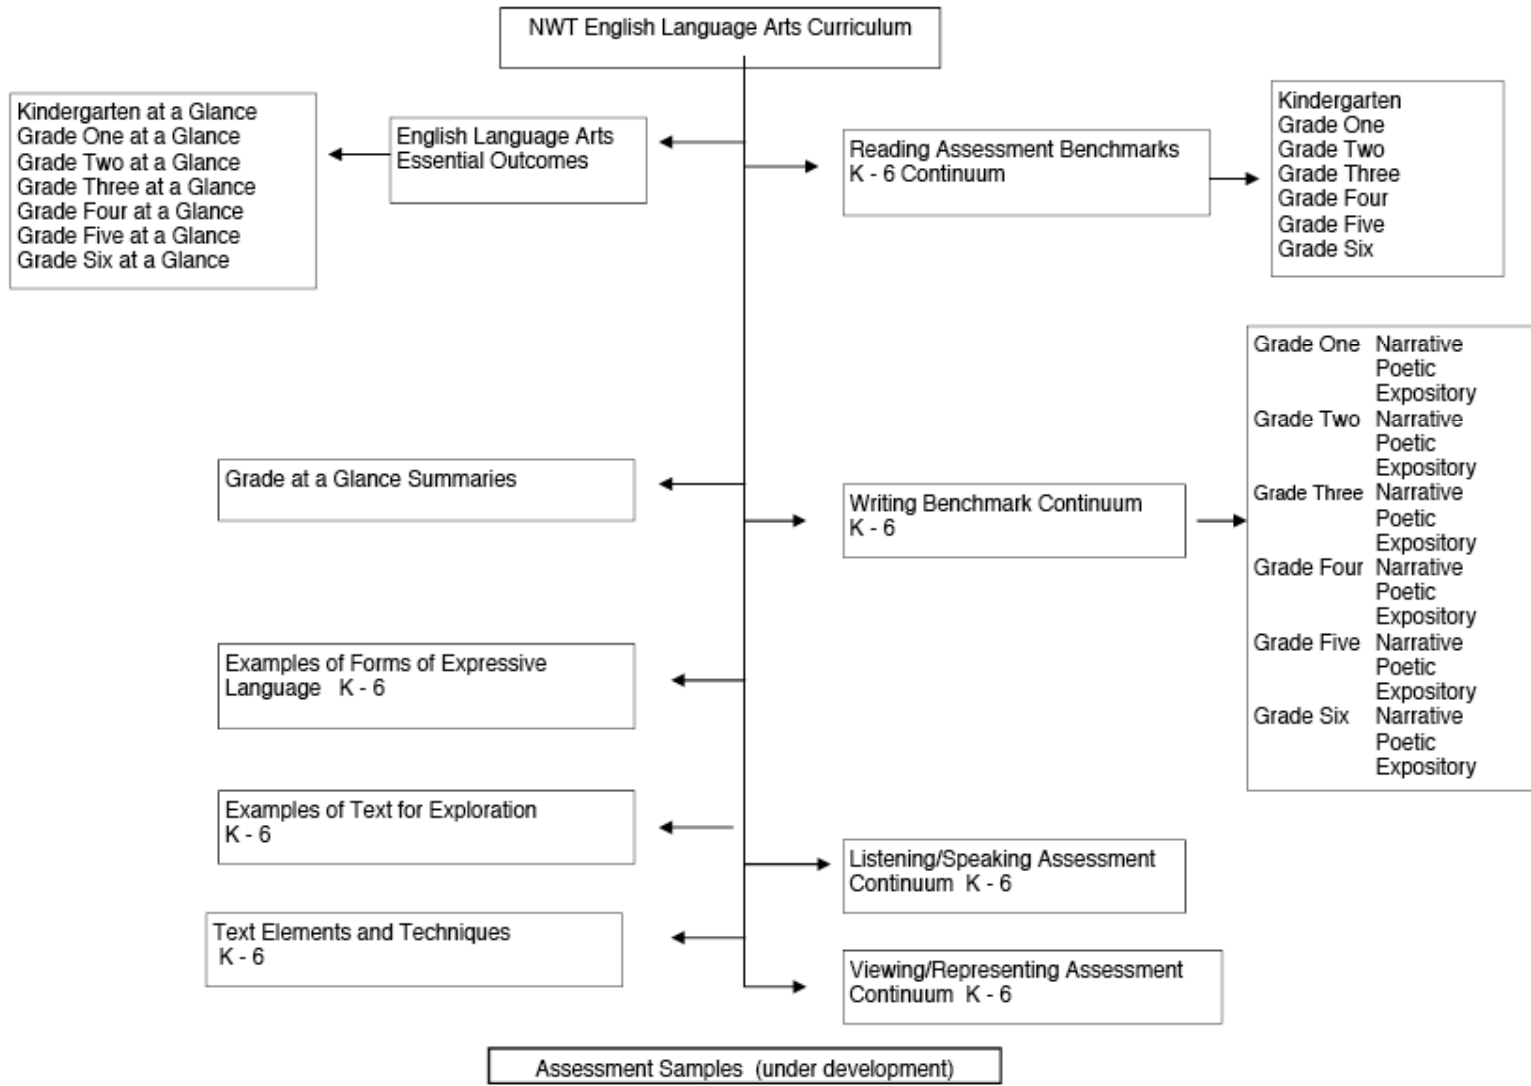 NWT English Language Arts Curriculum
Kindergarten at a Glance
Grade One at a Glance
Grade Two at a Glance
Grade Three at a Glance
Grade Four at a Glance
Grade Five at a Glance
Grade Six at a Glance
English Language Arts
Essential Outcomes
Reading Assessment Benchmarks
K - 6 Continuum
Kindergarten
Grade One
Grade Two
Grade Three
Grade Four
Grade Five
Grade Six
Grade at a Glance Summaries
Writing Benchmark Continuum
K - 6
Grade One Narrative
Poetic
Expository
Grade Two Narrative
Poetic
Expository
Grade Three Narrative
Poetic
Expository
Grade Four Narrative
Poetic
Expository
Grade Five Narrative
Poetic
Expository
Grade Six Narrative
Poetic
Expository
Examples of Forms of Expressive
Language K - 6
Examples of Text for Exploration
K - 6
Listening/Speaking Assessment
Continuum K - 6
Text Elements and Techniques
K - 6
Viewing/Representing Assessment
Continuum K - 6
Assessment Samples (under development)